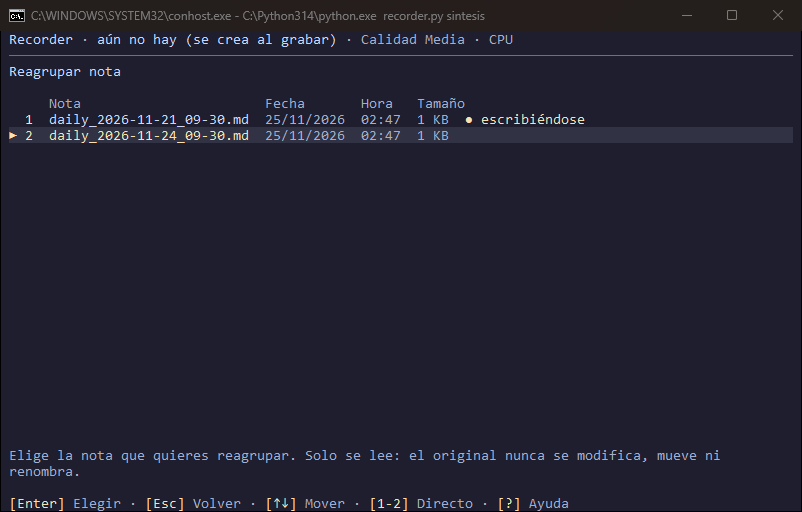 C:\WINDOWS\SYSTEM32\conhost.exe - C:\Python314\python.exe recorder.py sintesis
Recorder · aún no hay (se crea al grabar) · Calidad Media · CPU
Reagrupar nota
Nota Fecha Hora Tamaño
1 daily_2026-11-21_09-30.md 25/11/2026 02:47 1 KB ● escribiéndose
► 2 daily_2026-11-24_09-30.md 25/11/2026 02:47 1 KB
Elige la nota que quieres reagrupar. Solo se lee: el original nunca se modifica, mueve ni
renombra.
[Enter] Elegir · [Esc] Volver · [↑↓] Mover · [1-2] Directo · [?] Ayuda